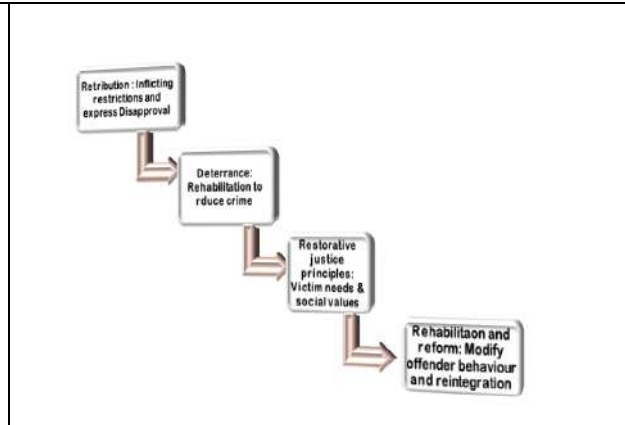 Retribution : Inflicting
restrictions and
express Disapproval
Deterrance:
Rehabilitation to
rduce crime
Restorative
justice
principles:
Victim needs &
social values
Rehabilitaon and
reform: Modify
offender behaviour
and reintegration